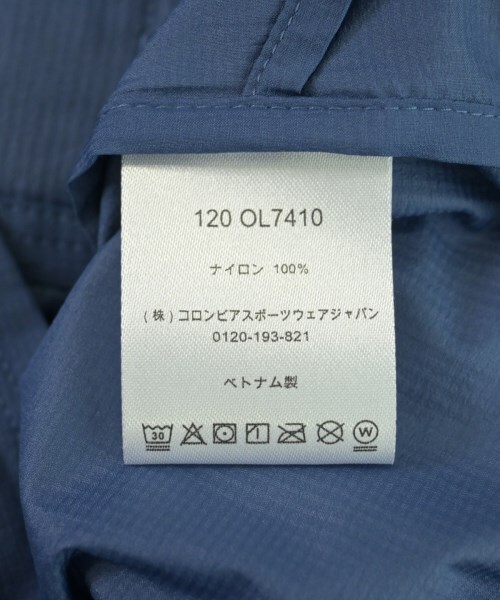 120 OL7410
ナイロン 100%
(株)コロンビアスポーツウェアジャパン
0120-193-821
ベトナム製
30 W